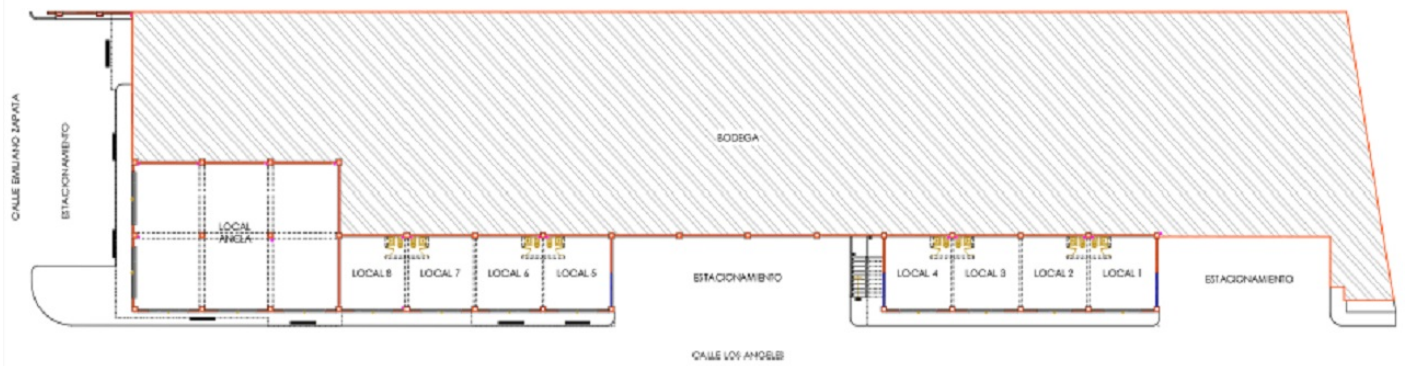 CALLE EMILIANO ZAPATA
ESTACIONAMIENTO
BODEGA
LOCAL
ANCLA
LOCAL 8
LOCAL 7
LOCAL 6
LOCAL 5
ESTACIONAMIENTO
LOCAL 4
LOCAL 3
LOCAL 2
LOCAL 1
ESTACIONAMIENTO
CALLE LOS ANGELES